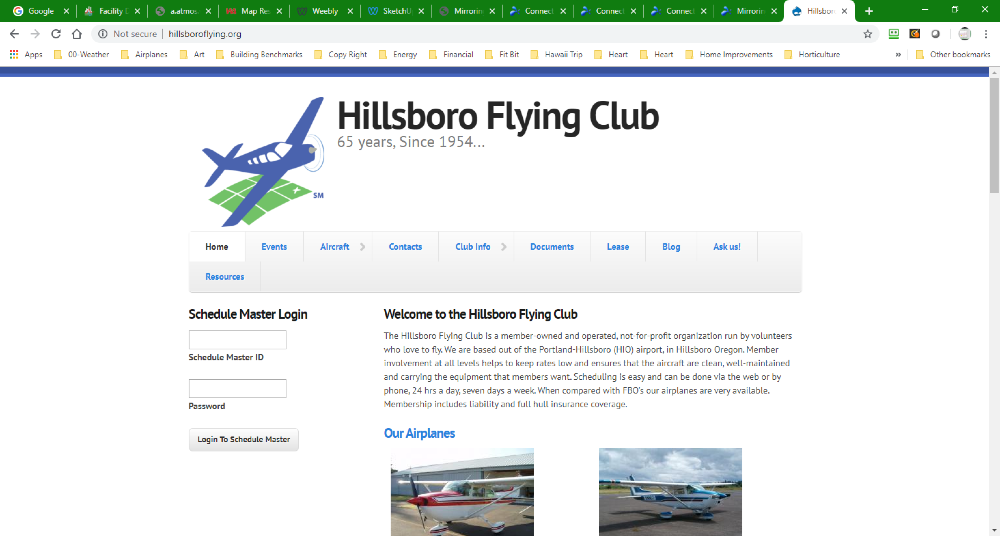 Google
Facility D
a.atmos.
Map Res
Weebly
SketchU
Mirrorin
Connect
Connect
Connect
Mirrorin
Hillsboro
Not secure
hillsboroflying.org
Apps
00-Weather
Airplanes
Art
Building Benchmarks
Copy Right
Energy
Financial
Fit Bit
Hawaii Trip
Heart
Heart
Home Improvements
Horticulture
»
Other bookmarks
Hillsboro Flying Club
65 years, Since 1954...
SM
Home
Events
Aircraft
Contacts
Club Info
Documents
Lease
Blog
Ask us!
Resources
Schedule Master Login
Schedule Master ID
Password
Login To Schedule Master
Welcome to the Hillsboro Flying Club
The Hillsboro Flying Club is a member-owned and operated, not-for-profit organization run by volunteers
who love to fly. We are based out of the Portland-Hillsboro (HIO) airport, in Hillsboro Oregon. Member
involvement at all levels helps to keep rates low and ensures that the aircraft are clean, well-maintained
and carrying the equipment that members want. Scheduling is easy and can be done via the web or by
phone, 24 hrs a day, seven days a week. When compared with FBO's our airplanes are very available.
Membership includes liability and full hull insurance coverage.
Our Airplanes